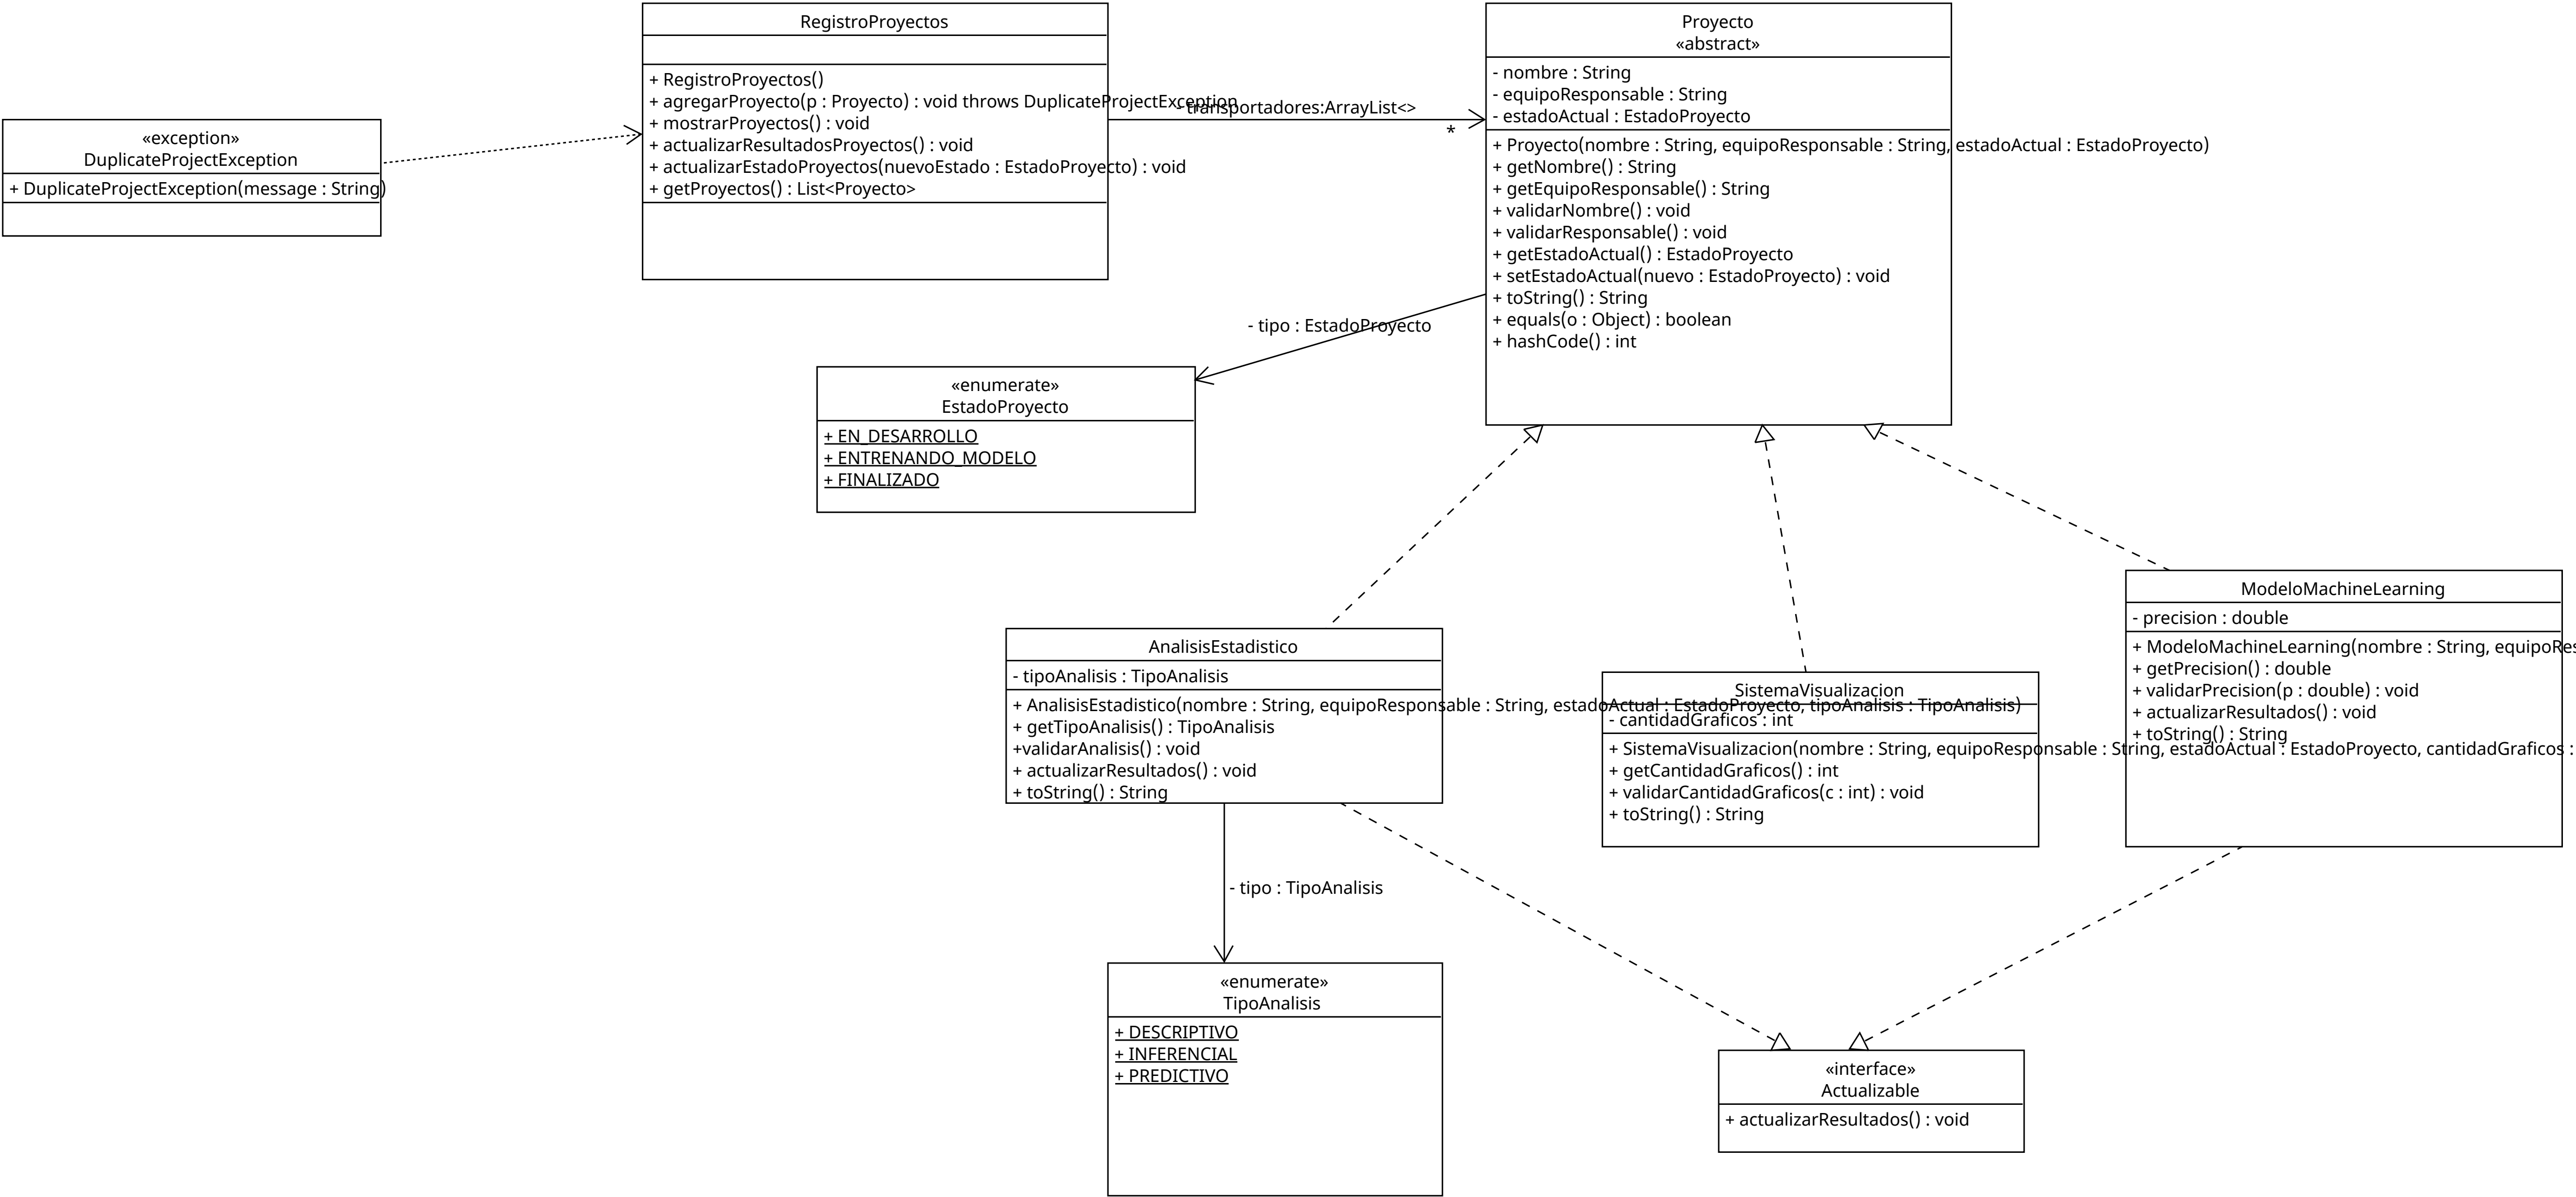 RegistroProyectos
+ RegistroProyectos()
+ agregarProyecto(p : Proyecto) : void throws DuplicateProjectException
+ mostrarProyectos() : void
+ actualizarResultadosProyectos() : void
+ actualizarEstadoProyectos(nuevoEstado : EstadoProyecto) : void
+ getProyectos() : List<Proyecto>
- transportadores:ArrayList<>
*
Proyecto
«abstract»
- nombre : String
- equipoResponsable : String
- estadoActual : EstadoProyecto
+ Proyecto(nombre : String, equipoResponsable : String, estadoActual : EstadoProyecto)
+ getNombre() : String
+ getEquipoResponsable() : String
+ validarNombre() : void
+ validarResponsable() : void
+ getEstadoActual() : EstadoProyecto
+ setEstadoActual(nuevo : EstadoProyecto) : void
+ toString() : String
+ equals(o : Object) : boolean
+ hashCode() : int
«exception»
DuplicateProjectException
+ DuplicateProjectException(message : String)
- tipo : EstadoProyecto
«enumerate»
EstadoProyecto
+ EN_DESARROLLO
+ ENTRENANDO_MODELO
+ FINALIZADO
AnalisisEstadistico
- tipoAnalisis : TipoAnalisis
+ AnalisisEstadistico(nombre : String, equipoResponsable : String, estadoActual : EstadoProyecto, tipoAnalisis : TipoAnalisis)
+ getTipoAnalisis() : TipoAnalisis
+validarAnalisis() : void
+ actualizarResultados() : void
+ toString() : String
SistemaVisualizacion
- cantidadGraficos : int
+ SistemaVisualizacion(nombre : String, equipoResponsable : String, estadoActual : EstadoProyecto, cantidadGraficos :
+ getCantidadGraficos() : int
+ validarCantidadGraficos(c : int) : void
+ toString() : String
ModeloMachineLearning
- precision : double
+ ModeloMachineLearning(nombre : String, equipoRes
+ getPrecision() : double
+ validarPrecision(p : double) : void
+ actualizarResultados() : void
+ toString() : String
- tipo : TipoAnalisis
«enumerate»
TipoAnalisis
+ DESCRIPTIVO
+ INFERENCIAL
+ PREDICTIVO
«interface»
Actualizable
+ actualizarResultados() : void